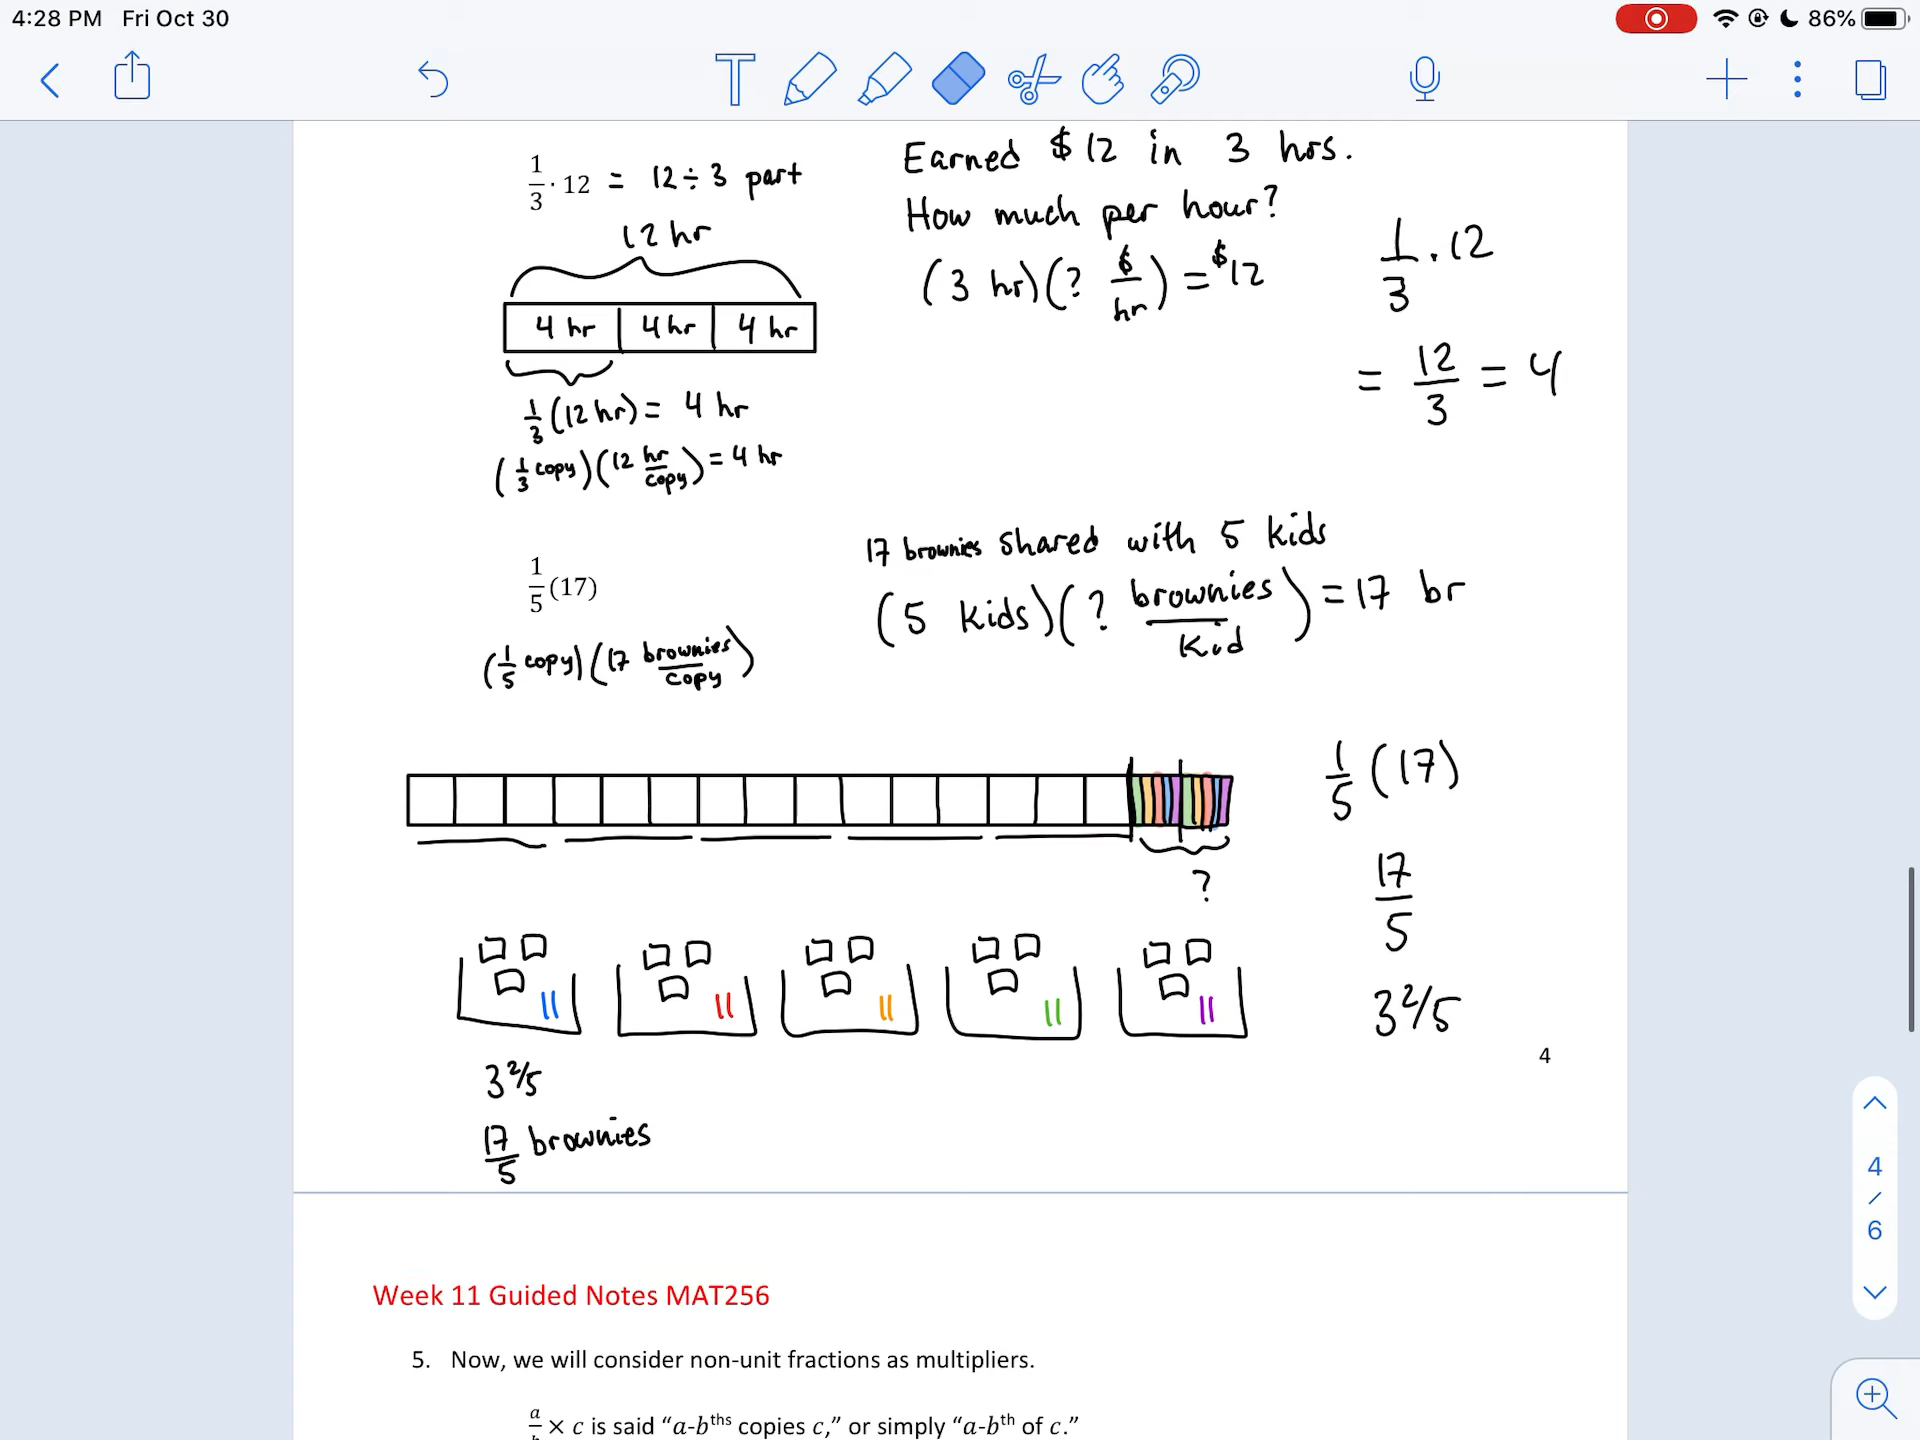 4:28 PM Fri Oct 30
86%
1/3 · 12 = 12 ÷ 3 part
12 hr
4 hr 4 hr 4 hr
1/3 (12 hr) = 4 hr
(1/3 copy)(12 hr/copy) = 4 hr
Earned $12 in 3 hrs.
How much per hour?
(3 hr)(? $/hr) = $12
1/3 · 12
= 12/3 = 4
1/5 (17)
(1/5 copy)(17 brownies/copy)
17 brownies shared with 5 kids
(5 kids)(? brownies/kid) = 17 br
?
3 2/5
17/5 brownies
1/5 (17)
17/5
3 2/5
4
4
/
6
Week 11 Guided Notes MAT256
5. Now, we will consider non-unit fractions as multipliers.
a/b × c is said “a-bths copies c,” or simply “a-bth of c.”